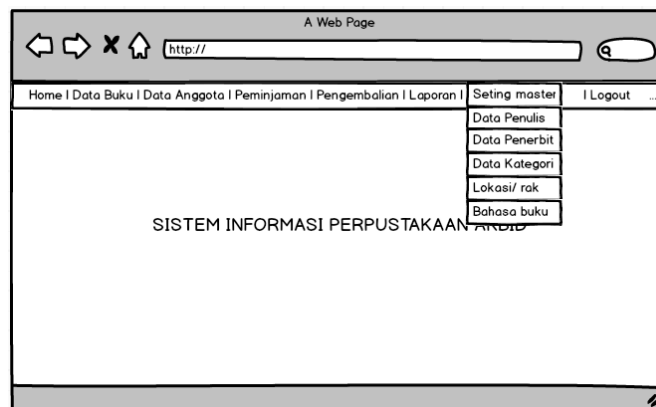 A Web Page
http://
Home | Data Buku | Data Anggota | Peminjaman | Pengembalian | Laporan | Seting master | Logout ...
Data Penulis
Data Penerbit
Data Kategori
Lokasi/ rak
Bahasa buku
SISTEM INFORMASI PERPUSTAKAAN AKBID